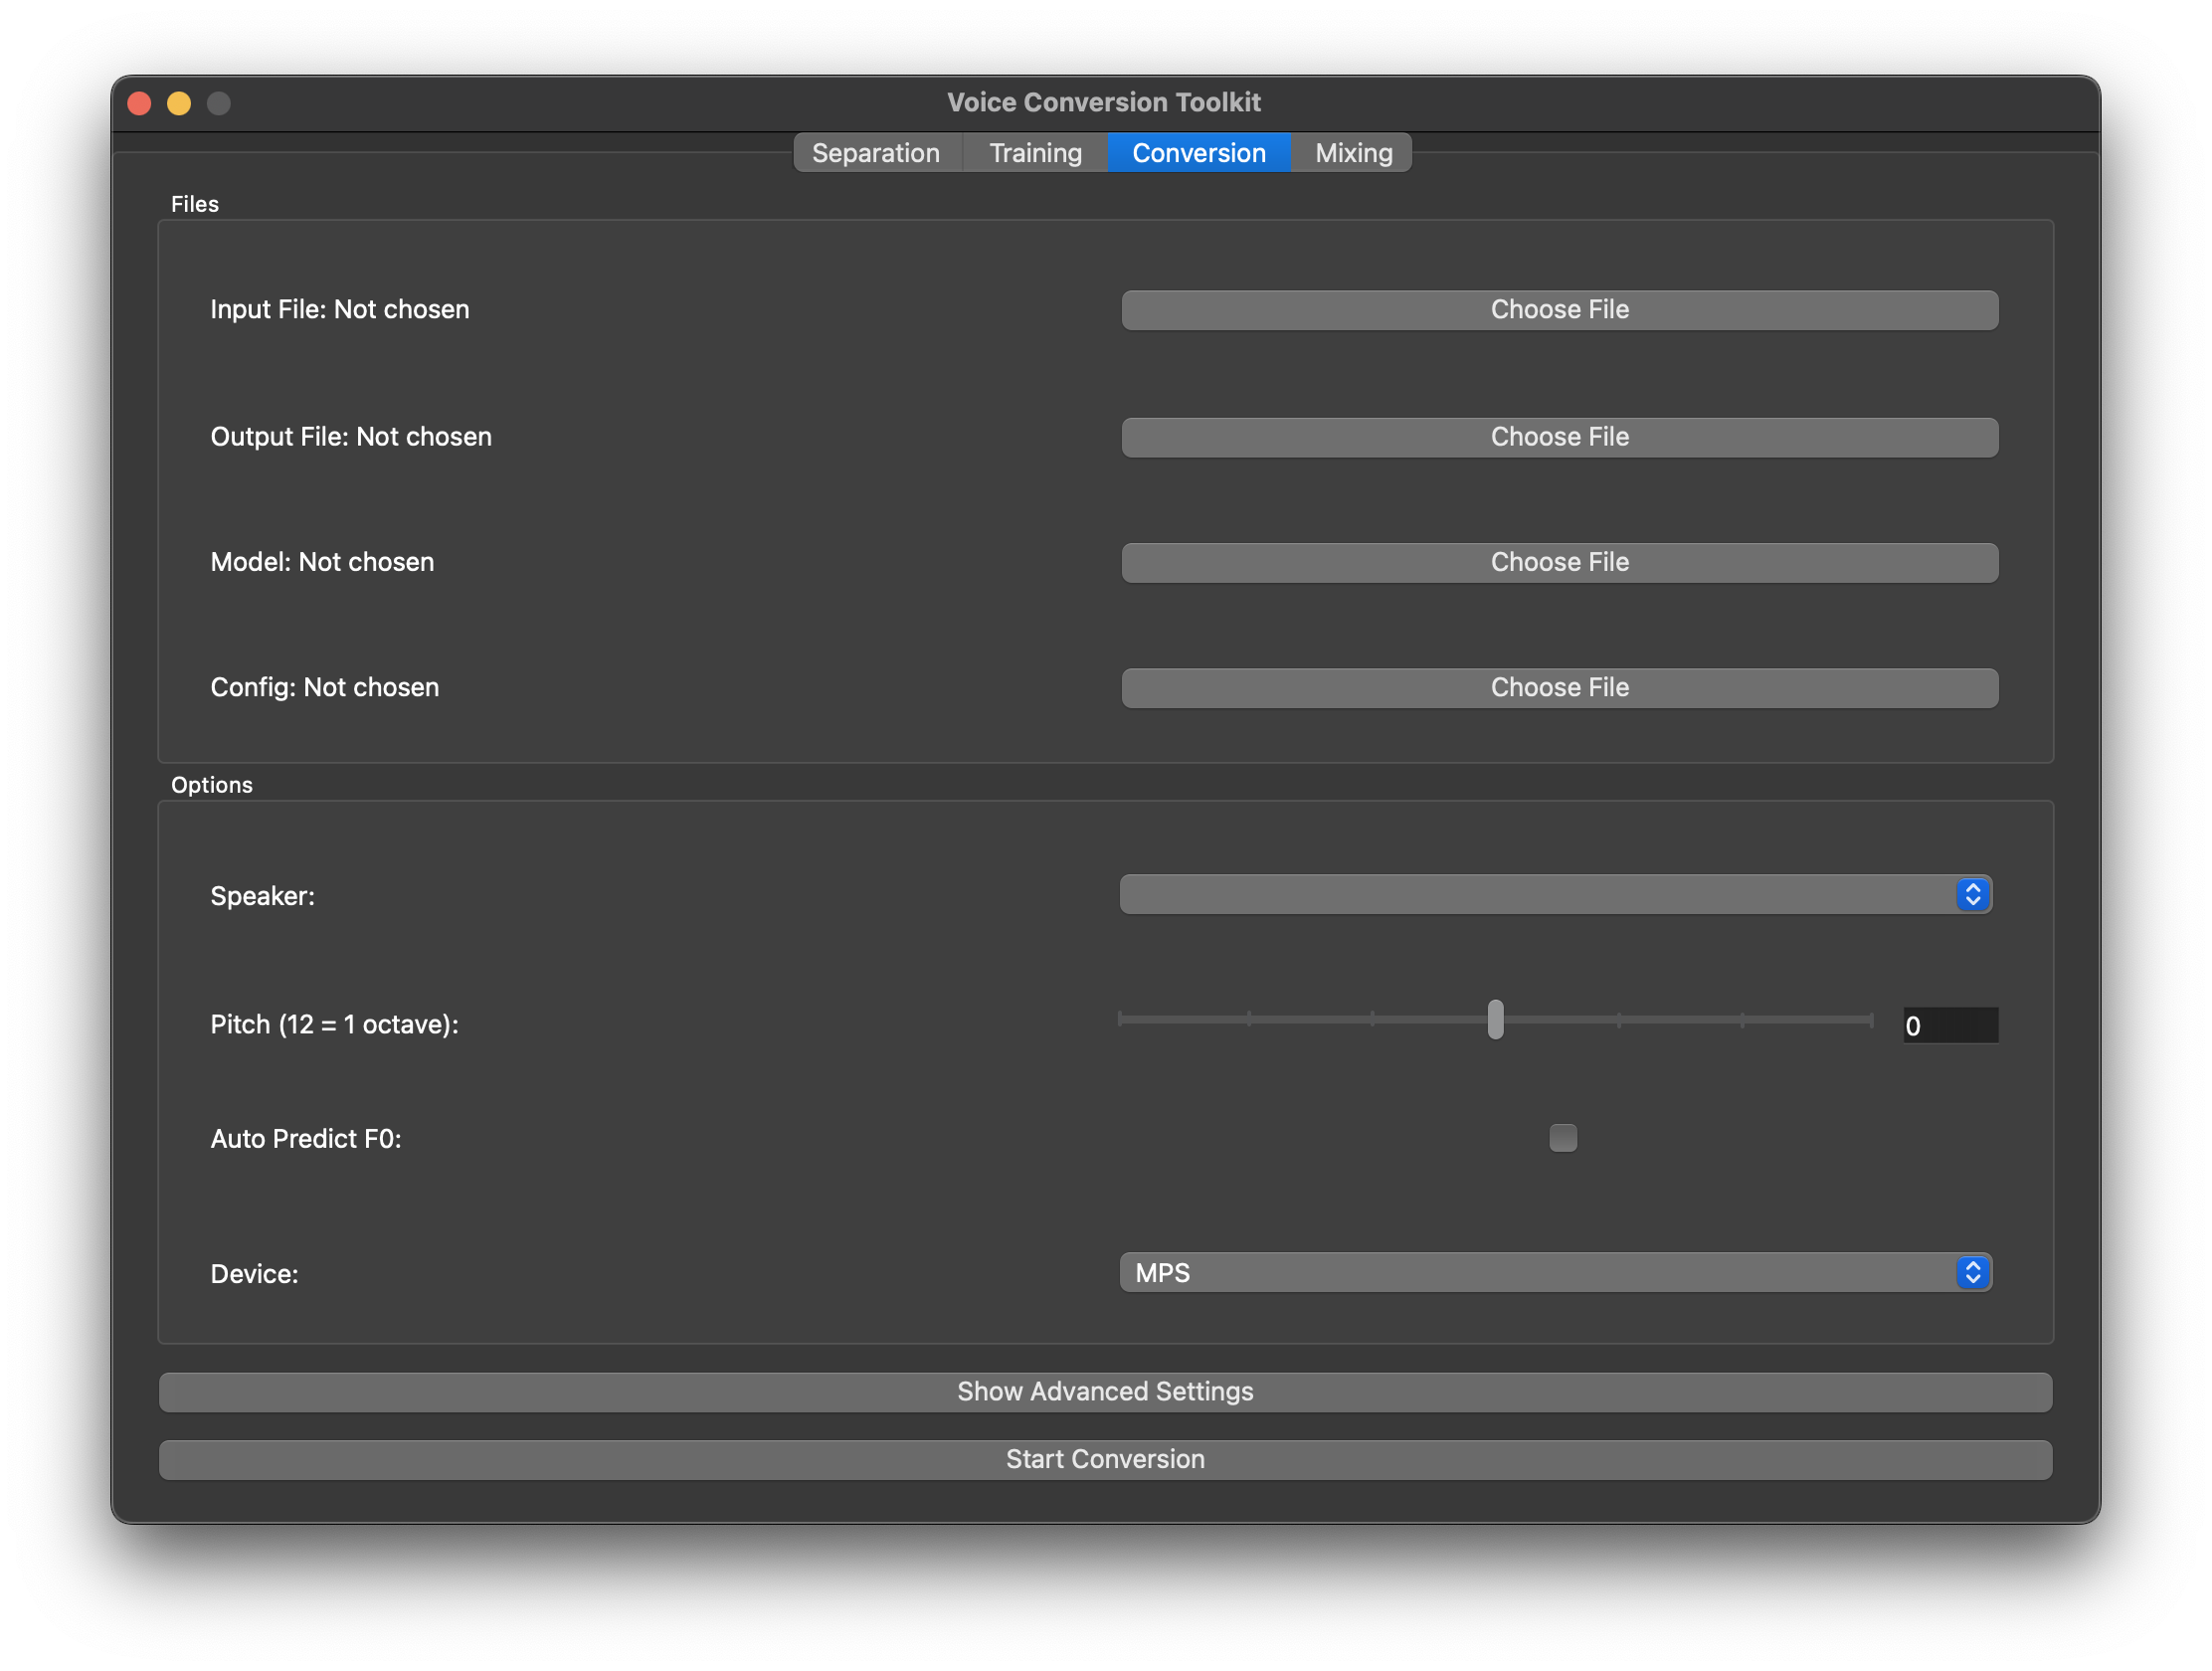 Voice Conversion Toolkit
Separation Training Conversion Mixing
Files
Input File: Not chosen Choose File
Output File: Not chosen Choose File
Model: Not chosen Choose File
Config: Not chosen Choose File
Options
Speaker:
Pitch (12 = 1 octave): 0
Auto Predict F0:
Device: MPS
Show Advanced Settings
Start Conversion